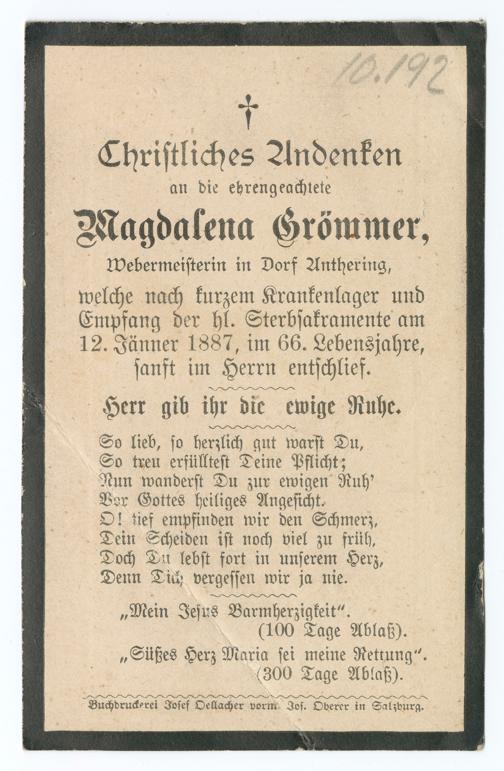 10.192
†
Christliches Andenken
an die ehrengeachtete
Magdalena Grömmer,
Webermeisterin in Dorf Anthering,
welche nach kurzem Krankenlager und
Empfang der hl. Sterbsakramente am
12. Jänner 1887, im 66. Lebensjahre,
sanft im Herrn entschlief.
Herr gib ihr die ewige Ruhe.
So lieb, so herzlich gut warst Du,
So treu erfülltest Deine Pflicht;
Nun wanderst Du zur ewigen Ruh'
Vor Gottes heiliges Angesicht.
O! tief empfinden wir den Schmerz,
Dein Scheiden ist noch viel zu früh,
Doch Du lebst fort in unserem Herz,
Denn Dich vergessen wir ja nie.
„Mein Jesus Barmherzigkeit".
(100 Tage Ablaß).
„Süßes Herz Maria sei meine Rettung".
(300 Tage Ablaß).
Buchdruckerei Josef Oellacher vorm. Jos. Oberer in Salzburg.